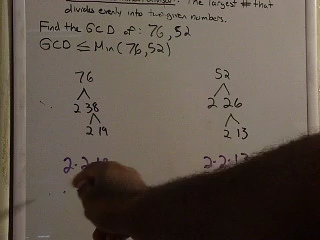 The largest # that
divides evenly into two given numbers.
Find the GCD of: 76, 52
GCD ≤ Min (76,52)
76 52
2 38 2 26
2 19 2 13
2·2·19 2·2·13